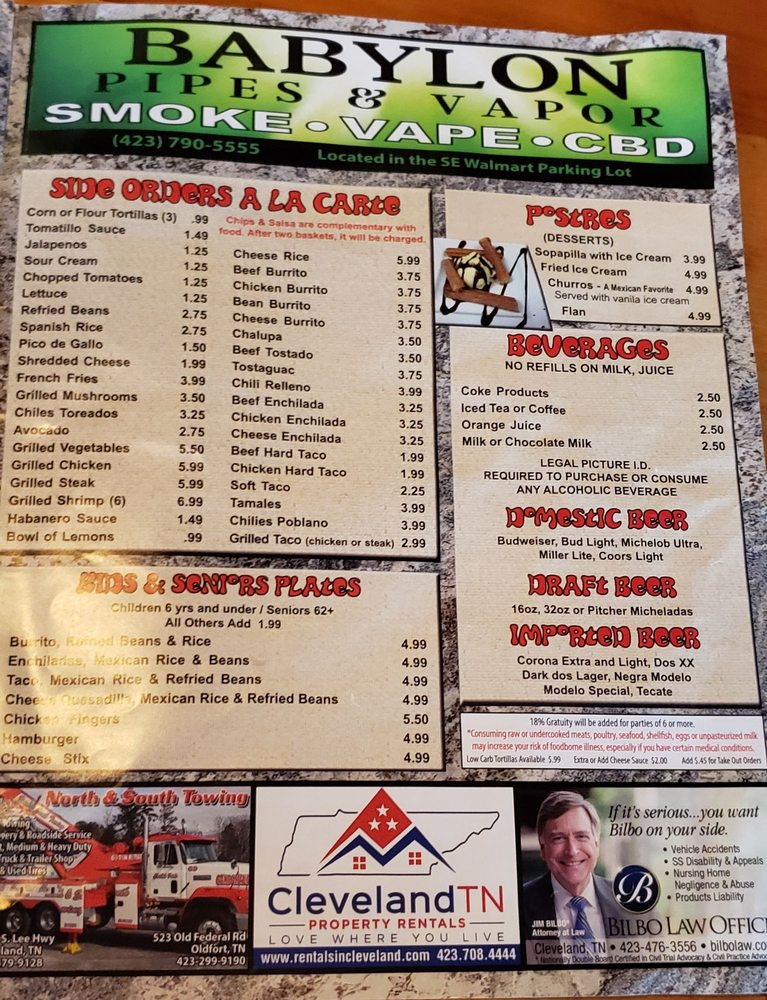 BABYLON
PIPES & VAPOR
SMOKE • VAPE • CBD
(423) 790-5555
Located in the SE Walmart Parking Lot
SIDE ORDERS A LA CARTE
Corn or Flour Tortillas (3) .99
Tomatillo Sauce 1.49
Jalapenos 1.25
Sour Cream 1.25
Chopped Tomatoes 1.25
Lettuce 1.25
Refried Beans 2.75
Spanish Rice 2.75
Pico de Gallo 1.50
Shredded Cheese 1.99
French Fries 3.99
Grilled Mushrooms 3.50
Chiles Toreados 3.25
Avocado 2.75
Grilled Vegetables 5.50
Grilled Chicken 5.99
Grilled Steak 5.99
Grilled Shrimp (6) 6.99
Habanero Sauce 1.49
Bowl of Lemons .99
Chips & Salsa are complementary with
food. After two baskets, it will be charged.
Cheese Rice 5.99
Beef Burrito 3.75
Chicken Burrito 3.75
Bean Burrito 3.75
Cheese Burrito 3.75
Chalupa 3.50
Beef Tostado 3.50
Tostaguac 3.75
Chili Relleno 3.99
Beef Enchilada 3.25
Chicken Enchilada 3.25
Cheese Enchilada 3.25
Beef Hard Taco 1.99
Chicken Hard Taco 1.99
Soft Taco 2.25
Tamales 3.99
Chilies Poblano 3.99
Grilled Taco (chicken or steak) 2.99
KIDS & SENIORS PLATES
Children 6 yrs and under / Seniors 62+
All Others Add 1.99
Burrito, Refried Beans & Rice 4.99
Enchiladas, Mexican Rice & Beans 4.99
Taco, Mexican Rice & Refried Beans 4.99
Cheese Quesadilla, Mexican Rice & Refried Beans 4.99
Chicken Fingers 5.50
Hamburger 4.99
Cheese Stix 4.99
POSTRES
(DESSERTS)
Sopapilla with Ice Cream 3.99
Fried Ice Cream 4.99
Churros - A Mexican Favorite 4.99
Served with vanila ice cream
Flan 4.99
BEVERAGES
NO REFILLS ON MILK, JUICE
Coke Products 2.50
Iced Tea or Coffee 2.50
Orange Juice 2.50
Milk or Chocolate Milk 2.50
LEGAL PICTURE I.D.
REQUIRED TO PURCHASE OR CONSUME
ANY ALCOHOLIC BEVERAGE
DOMESTIC BEER
Budweiser, Bud Light, Michelob Ultra,
Miller Lite, Coors Light
DRAFT BEER
16oz, 32oz or Pitcher Micheladas
IMPORTED BEER
Corona Extra and Light, Dos XX
Dark dos Lager, Negra Modelo
Modelo Special, Tecate
18% Gratuity will be added for parties of 6 or more.
*Consuming raw or undercooked meats, poultry, seafood, shellfish, eggs or unpasteurized milk
may increase your risk of foodborne illness, especially if you have certain medical conditions.
Low Carb Tortillas Available $.99 Extra or Add Cheese Sauce $2.00 Add $.45 for Take Out Orders
North & South Towing
Towing
& Roadside Service
Medium & Heavy Duty
Truck & Trailer Shop
& Used Tires
S. Lee Hwy
523 Old Federal Rd
Oldfort, TN
79-9128
423-299-9190
ClevelandTN
PROPERTY RENTALS
LOVE WHERE YOU LIVE
www.rentalsincleveland.com 423.708.4444
If it's serious...you want
Bilbo on your side.
• Vehicle Accidents
• SS Disability & Appeals
• Nursing Home
Negligence & Abuse
• Products Liability
B
JIM BILBO*
Attorney at Law
BILBO LAW OFFIC
Cleveland, TN • 423-476-3556 • bilbolaw.co
* Nationally Double Board Certified in Civil Trial Advocacy & Civil Practice Advoc